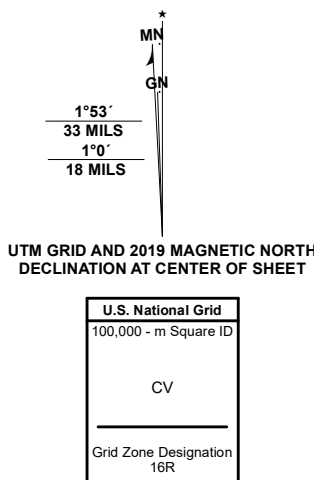 MN
GN
1°53´
33 MILS
1°0´
18 MILS
UTM GRID AND 2019 MAGNETIC NORTH
DECLINATION AT CENTER OF SHEET
U.S. National Grid
100,000 - m Square ID
CV
Grid Zone Designation
16R